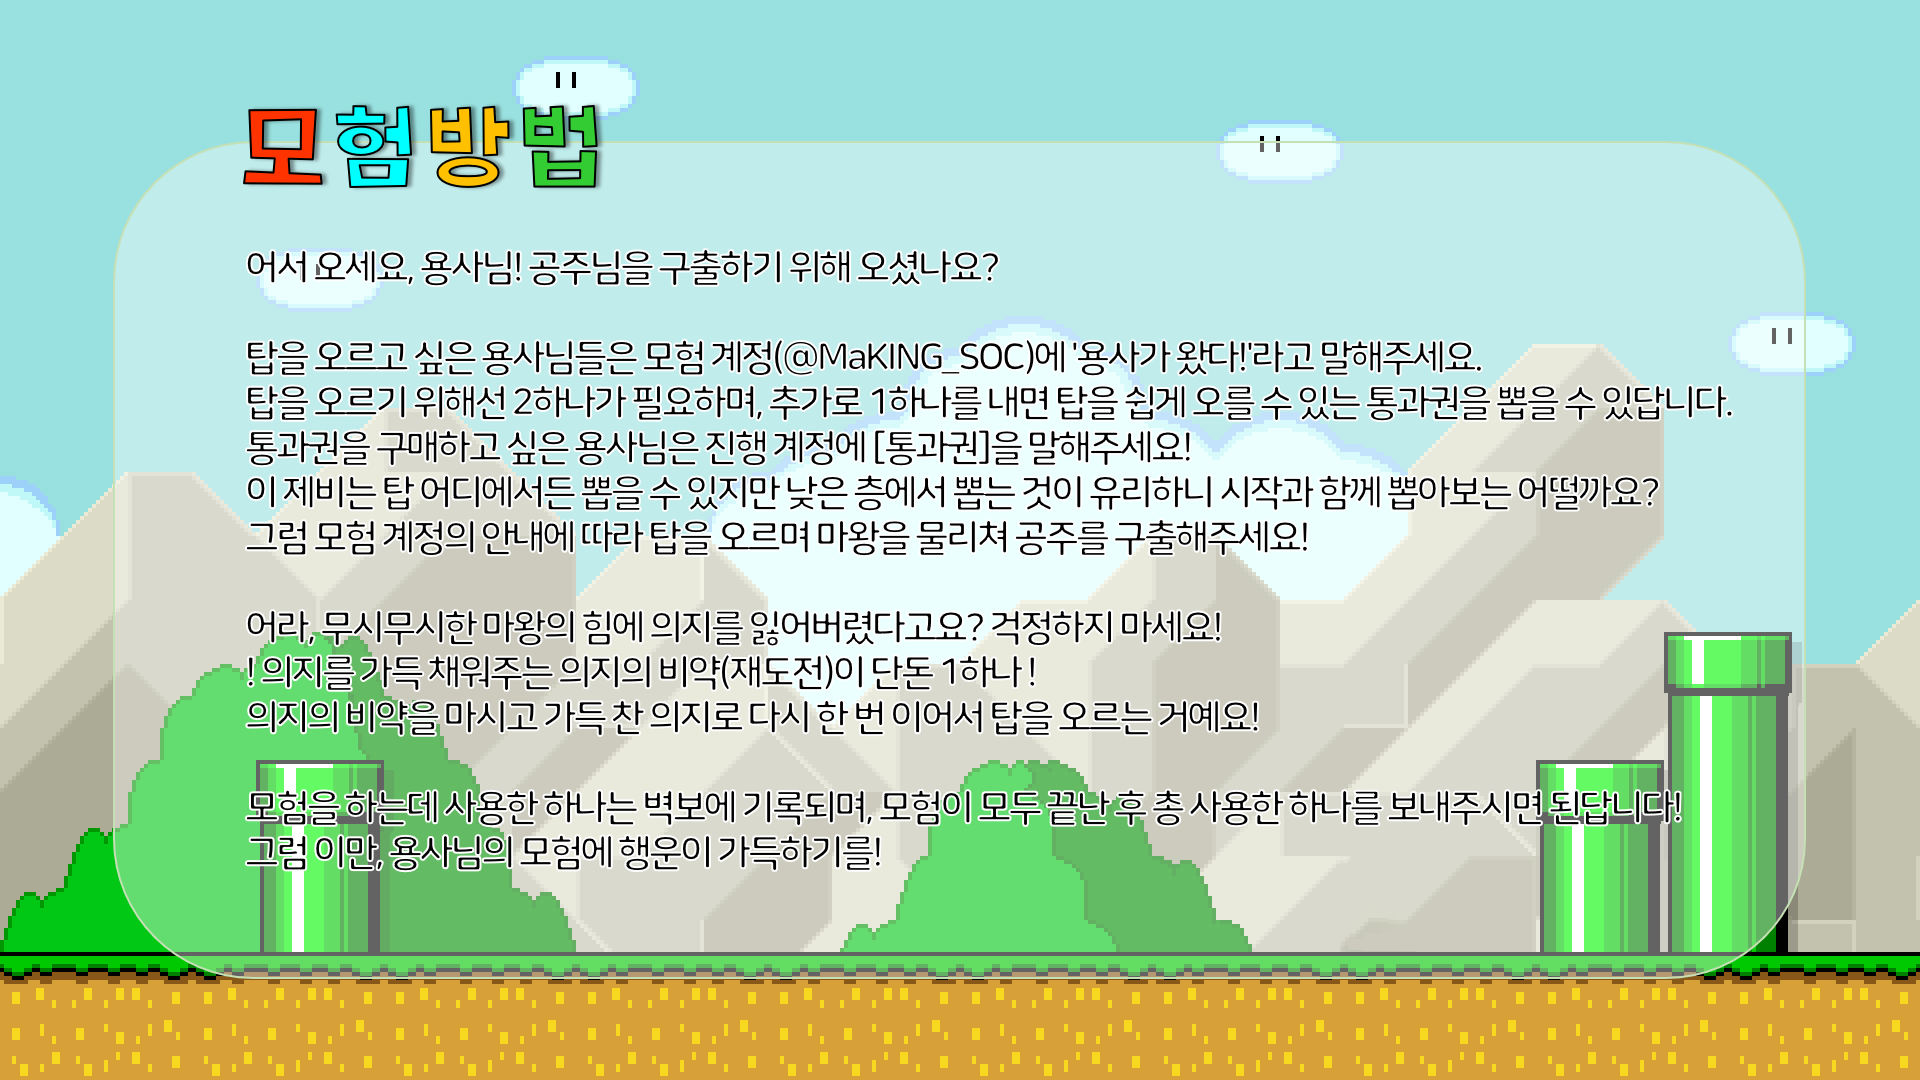 모험방법
어서 오세요, 용사님! 공주님을 구출하기 위해 오셨나요?
탑을 오르고 싶은 용사님들은 모험 계정(@MaKING_SOC)에 '용사가 왔다!'라고 말해주세요.
탑을 오르기 위해선 2하나가 필요하며, 추가로 1하나를 내면 탑을 쉽게 오를 수 있는 통과권을 뽑을 수 있답니다.
통과권을 구매하고 싶은 용사님은 진행 계정에 [통과권]을 말해주세요!
이 제비는 탑 어디에서든 뽑을 수 있지만 낮은 층에서 뽑는 것이 유리하니 시작과 함께 뽑아보는 어떨까요?
그럼 모험 계정의 안내에 따라 탑을 오르며 마왕을 물리쳐 공주를 구출해주세요!
어라, 무시무시한 마왕의 힘에 의지를 잃어버렸다고요? 걱정하지 마세요!
! 의지를 가득 채워주는 의지의 비약(재도전)이 단돈 1하나 !
의지의 비약을 마시고 가득 찬 의지로 다시 한 번 이어서 탑을 오르는 거예요!
모험을 하는데 사용한 하나는 벽보에 기록되며, 모험이 모두 끝난 후 총 사용한 하나를 보내주시면 된답니다!
그럼 이만, 용사님의 모험에 행운이 가득하기를!